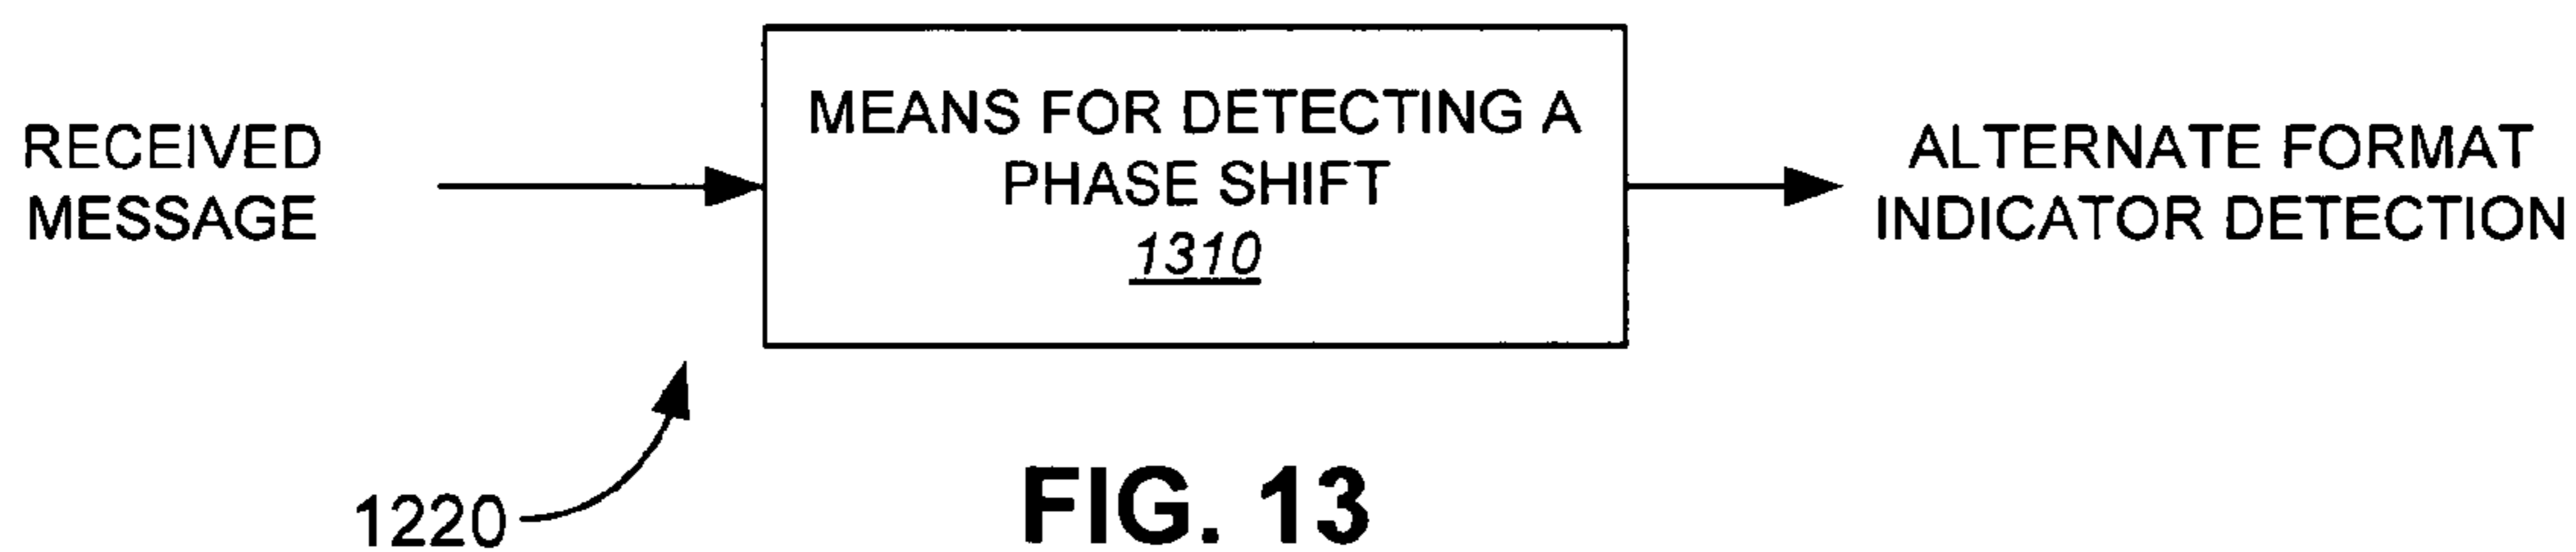 RECEIVED
MESSAGE
MEANS FOR DETECTING A
PHASE SHIFT
1310
ALTERNATE FORMAT
INDICATOR DETECTION
1220
FIG. 13